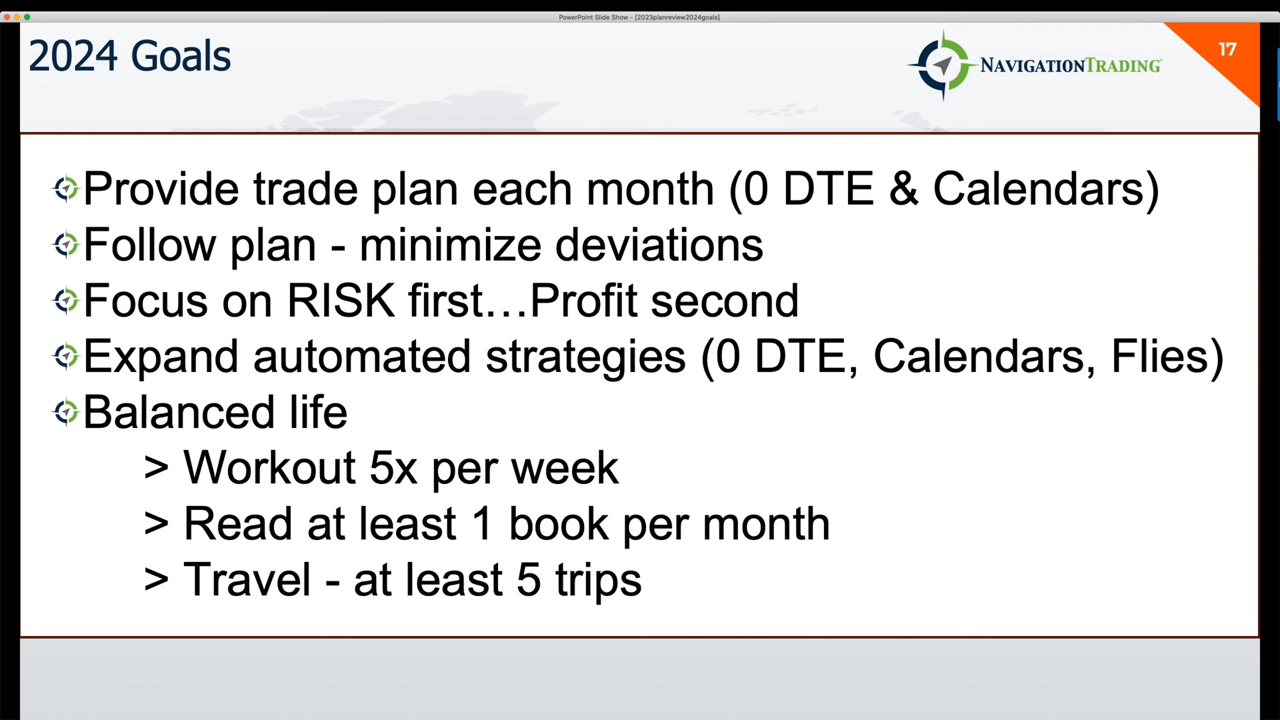 PowerPoint Slide Show - [2023planreview2024goals]
2024 Goals
NAVIGATIONTRADING®
17
Provide trade plan each month (0 DTE & Calendars)
Follow plan - minimize deviations
Focus on RISK first…Profit second
Expand automated strategies (0 DTE, Calendars, Flies)
Balanced life
> Workout 5x per week
> Read at least 1 book per month
> Travel - at least 5 trips